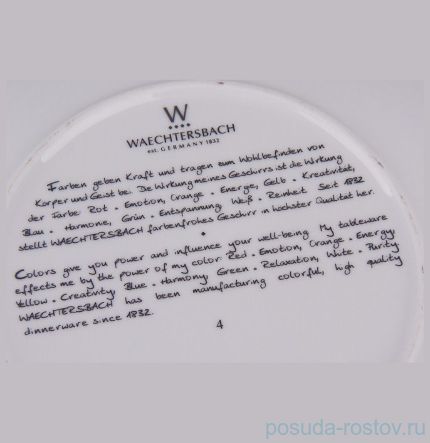 W
WAECHTERSBACH
est. GERMANY 1832
Farben geben Kraft und tragen zum Wohlbefinden von
Körper und Geist bei. Die Wirkung meines Geschirrs ist die Wirkung
der Farbe Rot • Emotion, Orange • Energie, Gelb • Kreativität,
Blau • Harmonie, Grün • Entspannung, Weiß • Reinheit Seit 1832
stellt WAECHTERSBACH farbenfrohes Geschirr in höchster Qualität her.
Colors give you power and influence your well-being. My tableware
effects me by the power of my color Red • Emotion, Orange • Energy,
Yellow • Creativity, Blue • Harmony, Green • Relaxation, White • Purity
WAECHTERSBACH has been manufacturing colorful, high quality
dinnerware since 1832.
4
posuda-rostov.ru